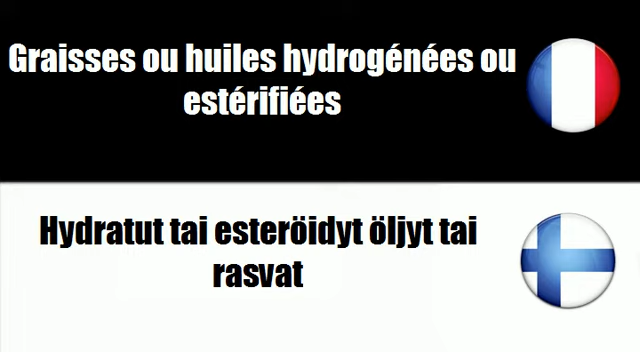 Graisses ou huiles hydrogénées ou
estérifiées
Hydratut tai esteröidyt öljyt tai
rasvat